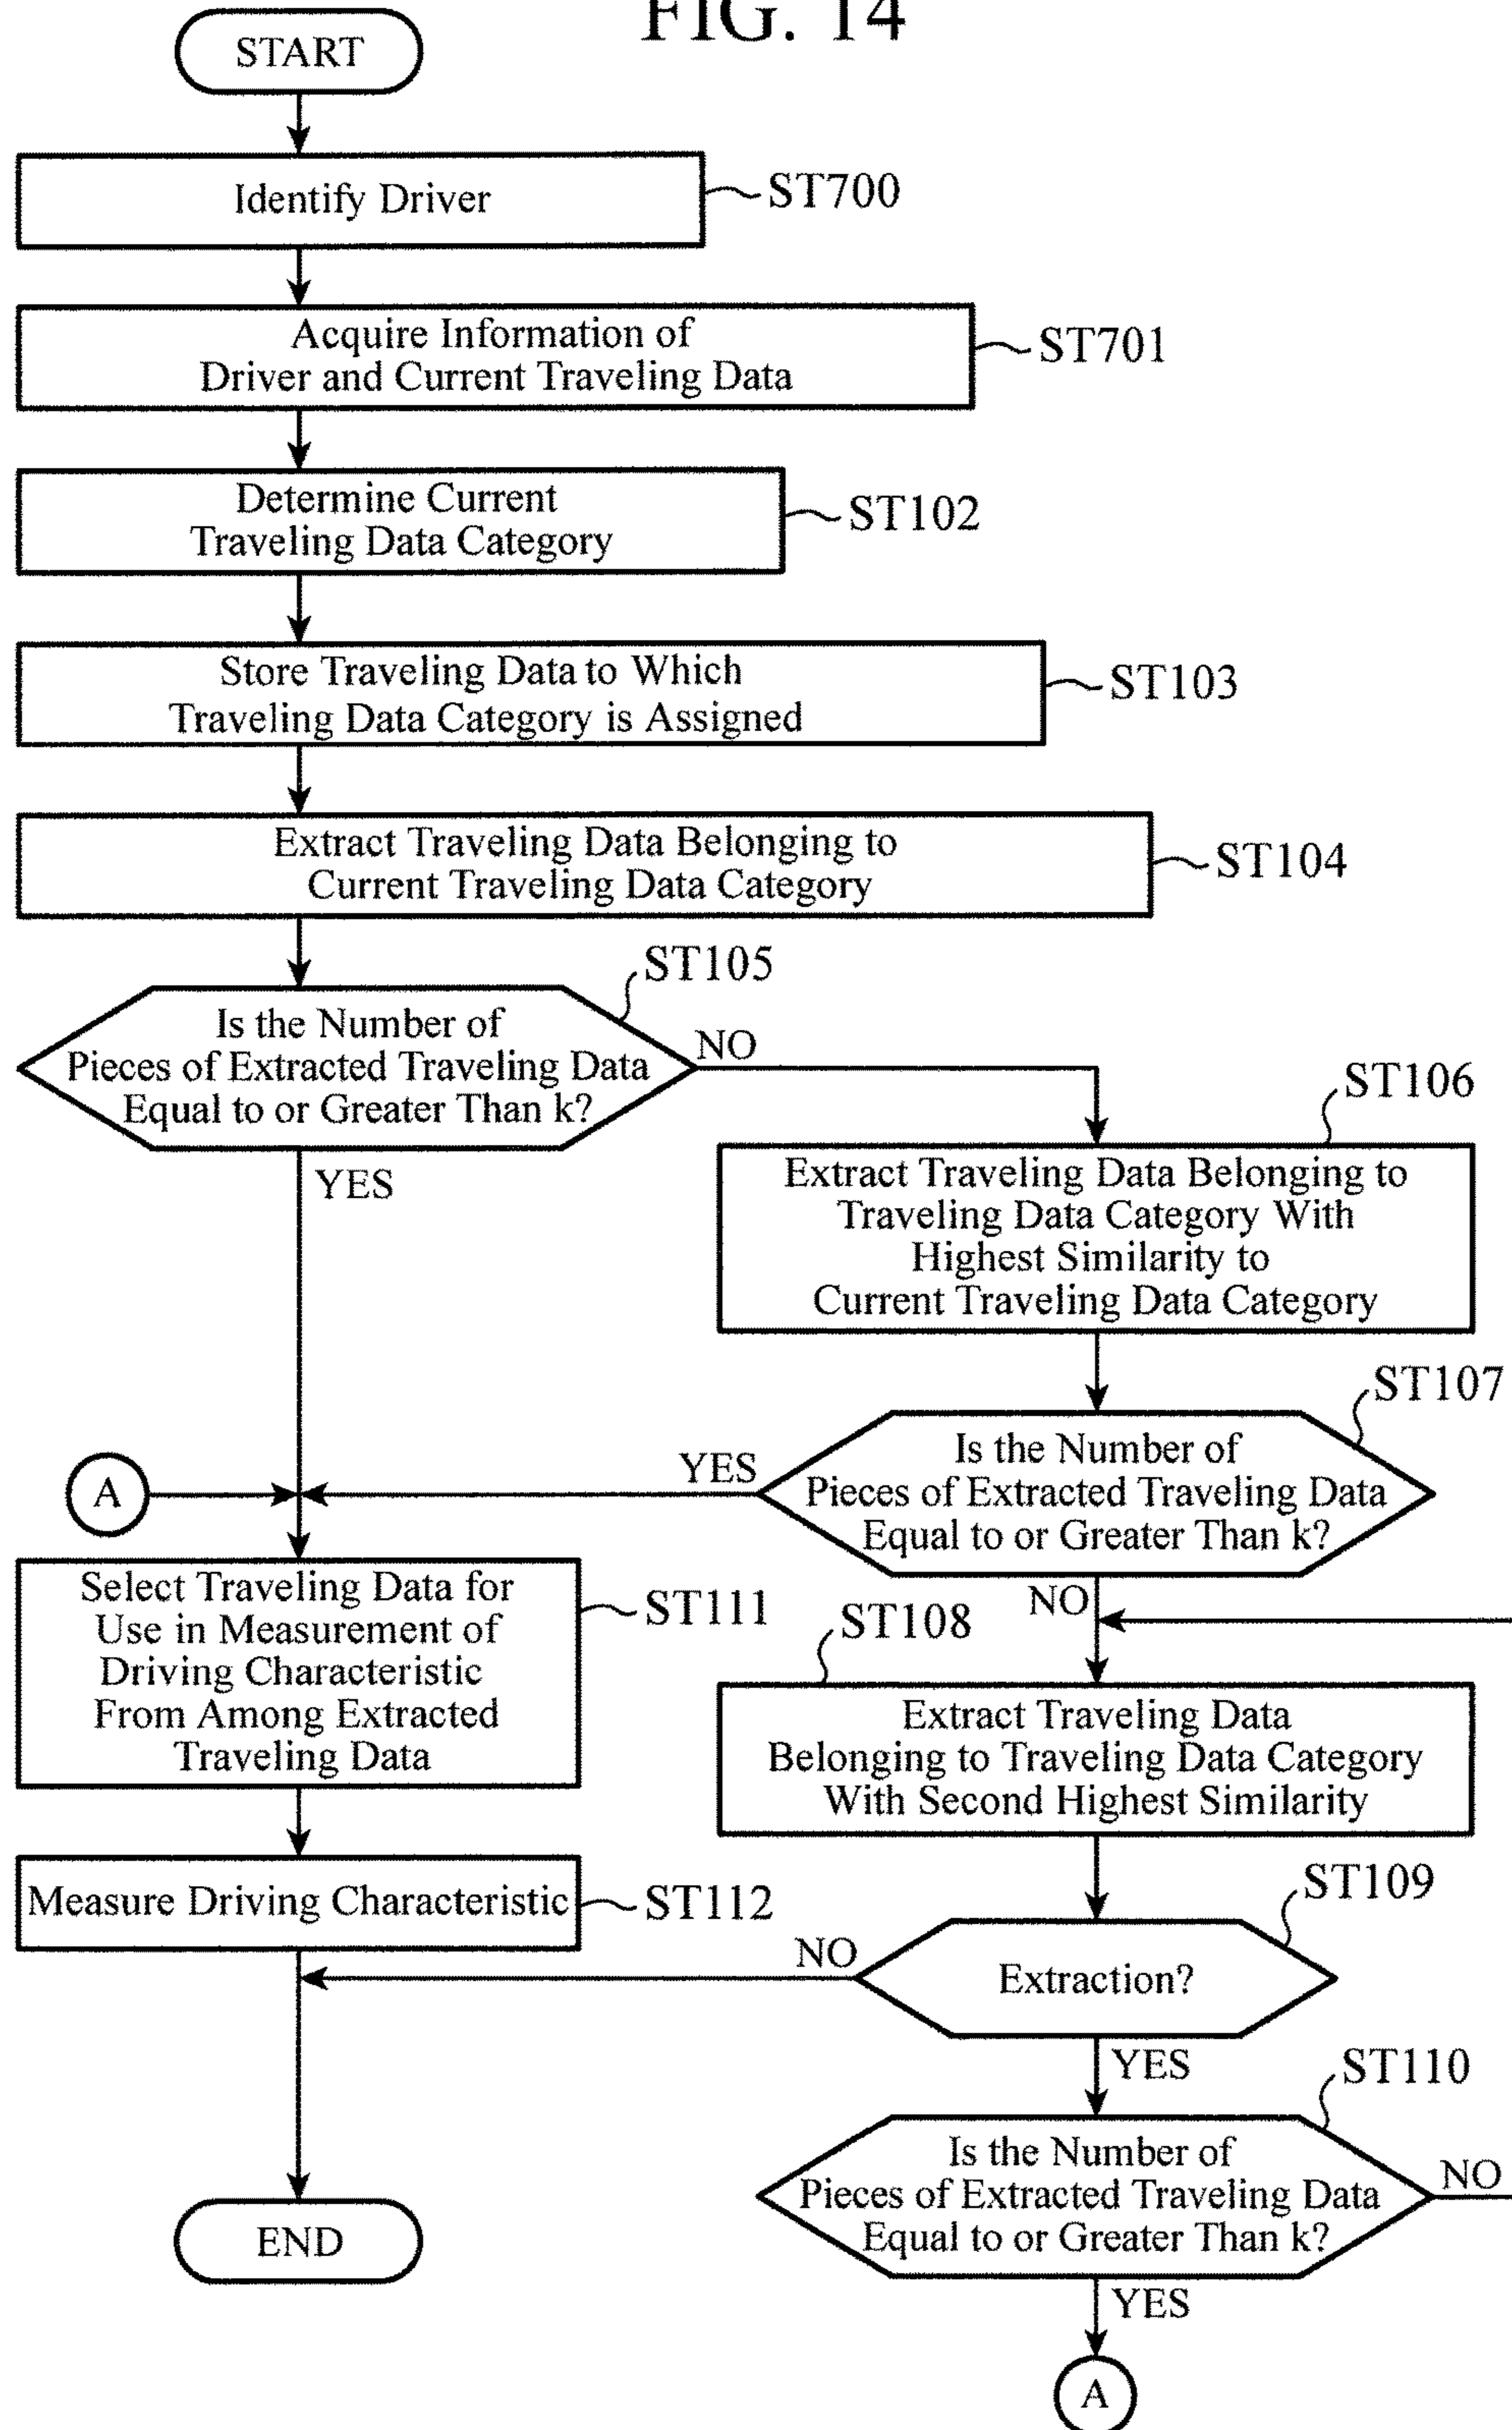 FIG. 14
START
Identify Driver
ST700
Acquire Information of
Driver and Current Traveling Data
ST701
Determine Current
Traveling Data Category
ST102
Store Traveling Data to Which
Traveling Data Category is Assigned
ST103
Extract Traveling Data Belonging to
Current Traveling Data Category
ST104
ST105
Is the Number of
Pieces of Extracted Traveling Data
Equal to or Greater Than k?
NO
YES
ST106
Extract Traveling Data Belonging to
Traveling Data Category With
Highest Similarity to
Current Traveling Data Category
ST107
Is the Number of
Pieces of Extracted Traveling Data
Equal to or Greater Than k?
YES
NO
A
Select Traveling Data for
Use in Measurement of
Driving Characteristic
From Among Extracted
Traveling Data
ST111
ST108
Extract Traveling Data
Belonging to Traveling Data Category
With Second Highest Similarity
Measure Driving Characteristic
ST112
ST109
Extraction?
NO
YES
ST110
Is the Number of
Pieces of Extracted Traveling Data
Equal to or Greater Than k?
NO
YES
END
A